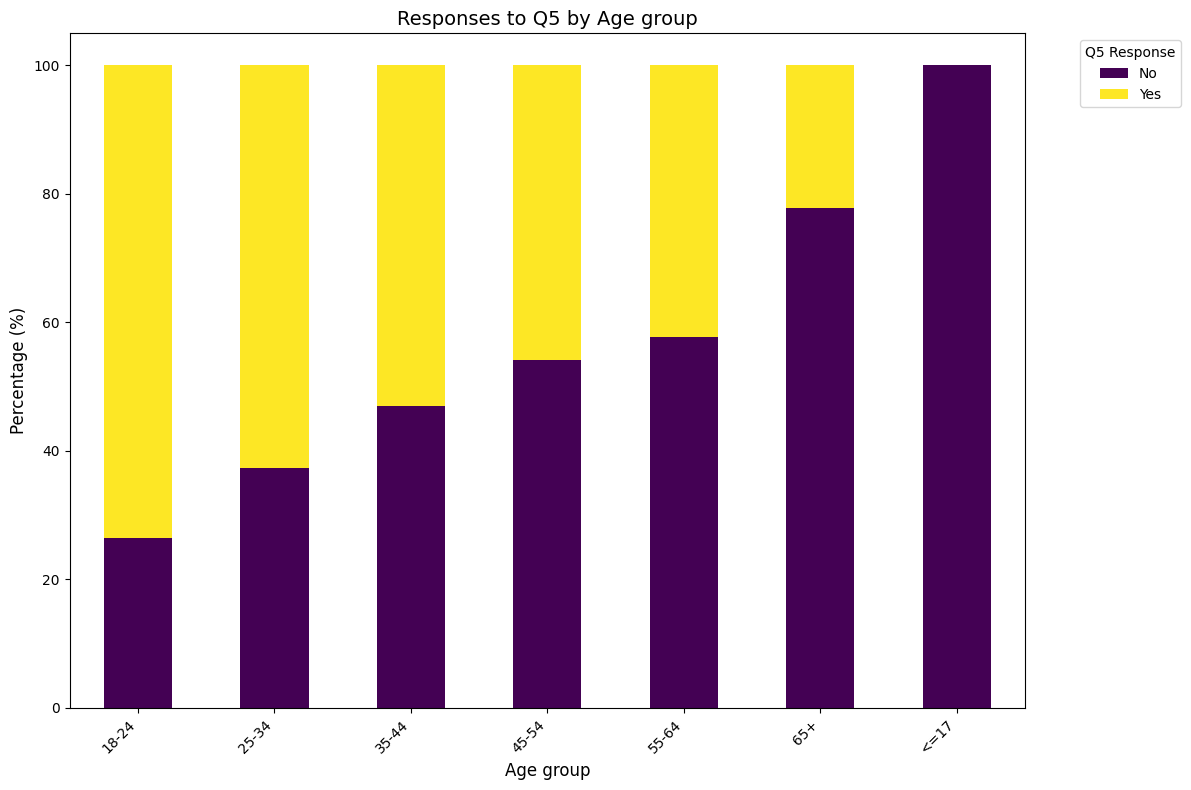 Responses to Q5 by Age group
Q5 Response
No
Yes
Percentage (%)
100
80
60
40
20
0
18-24
25-34
35-44
45-54
55-64
65+
<=17
Age group